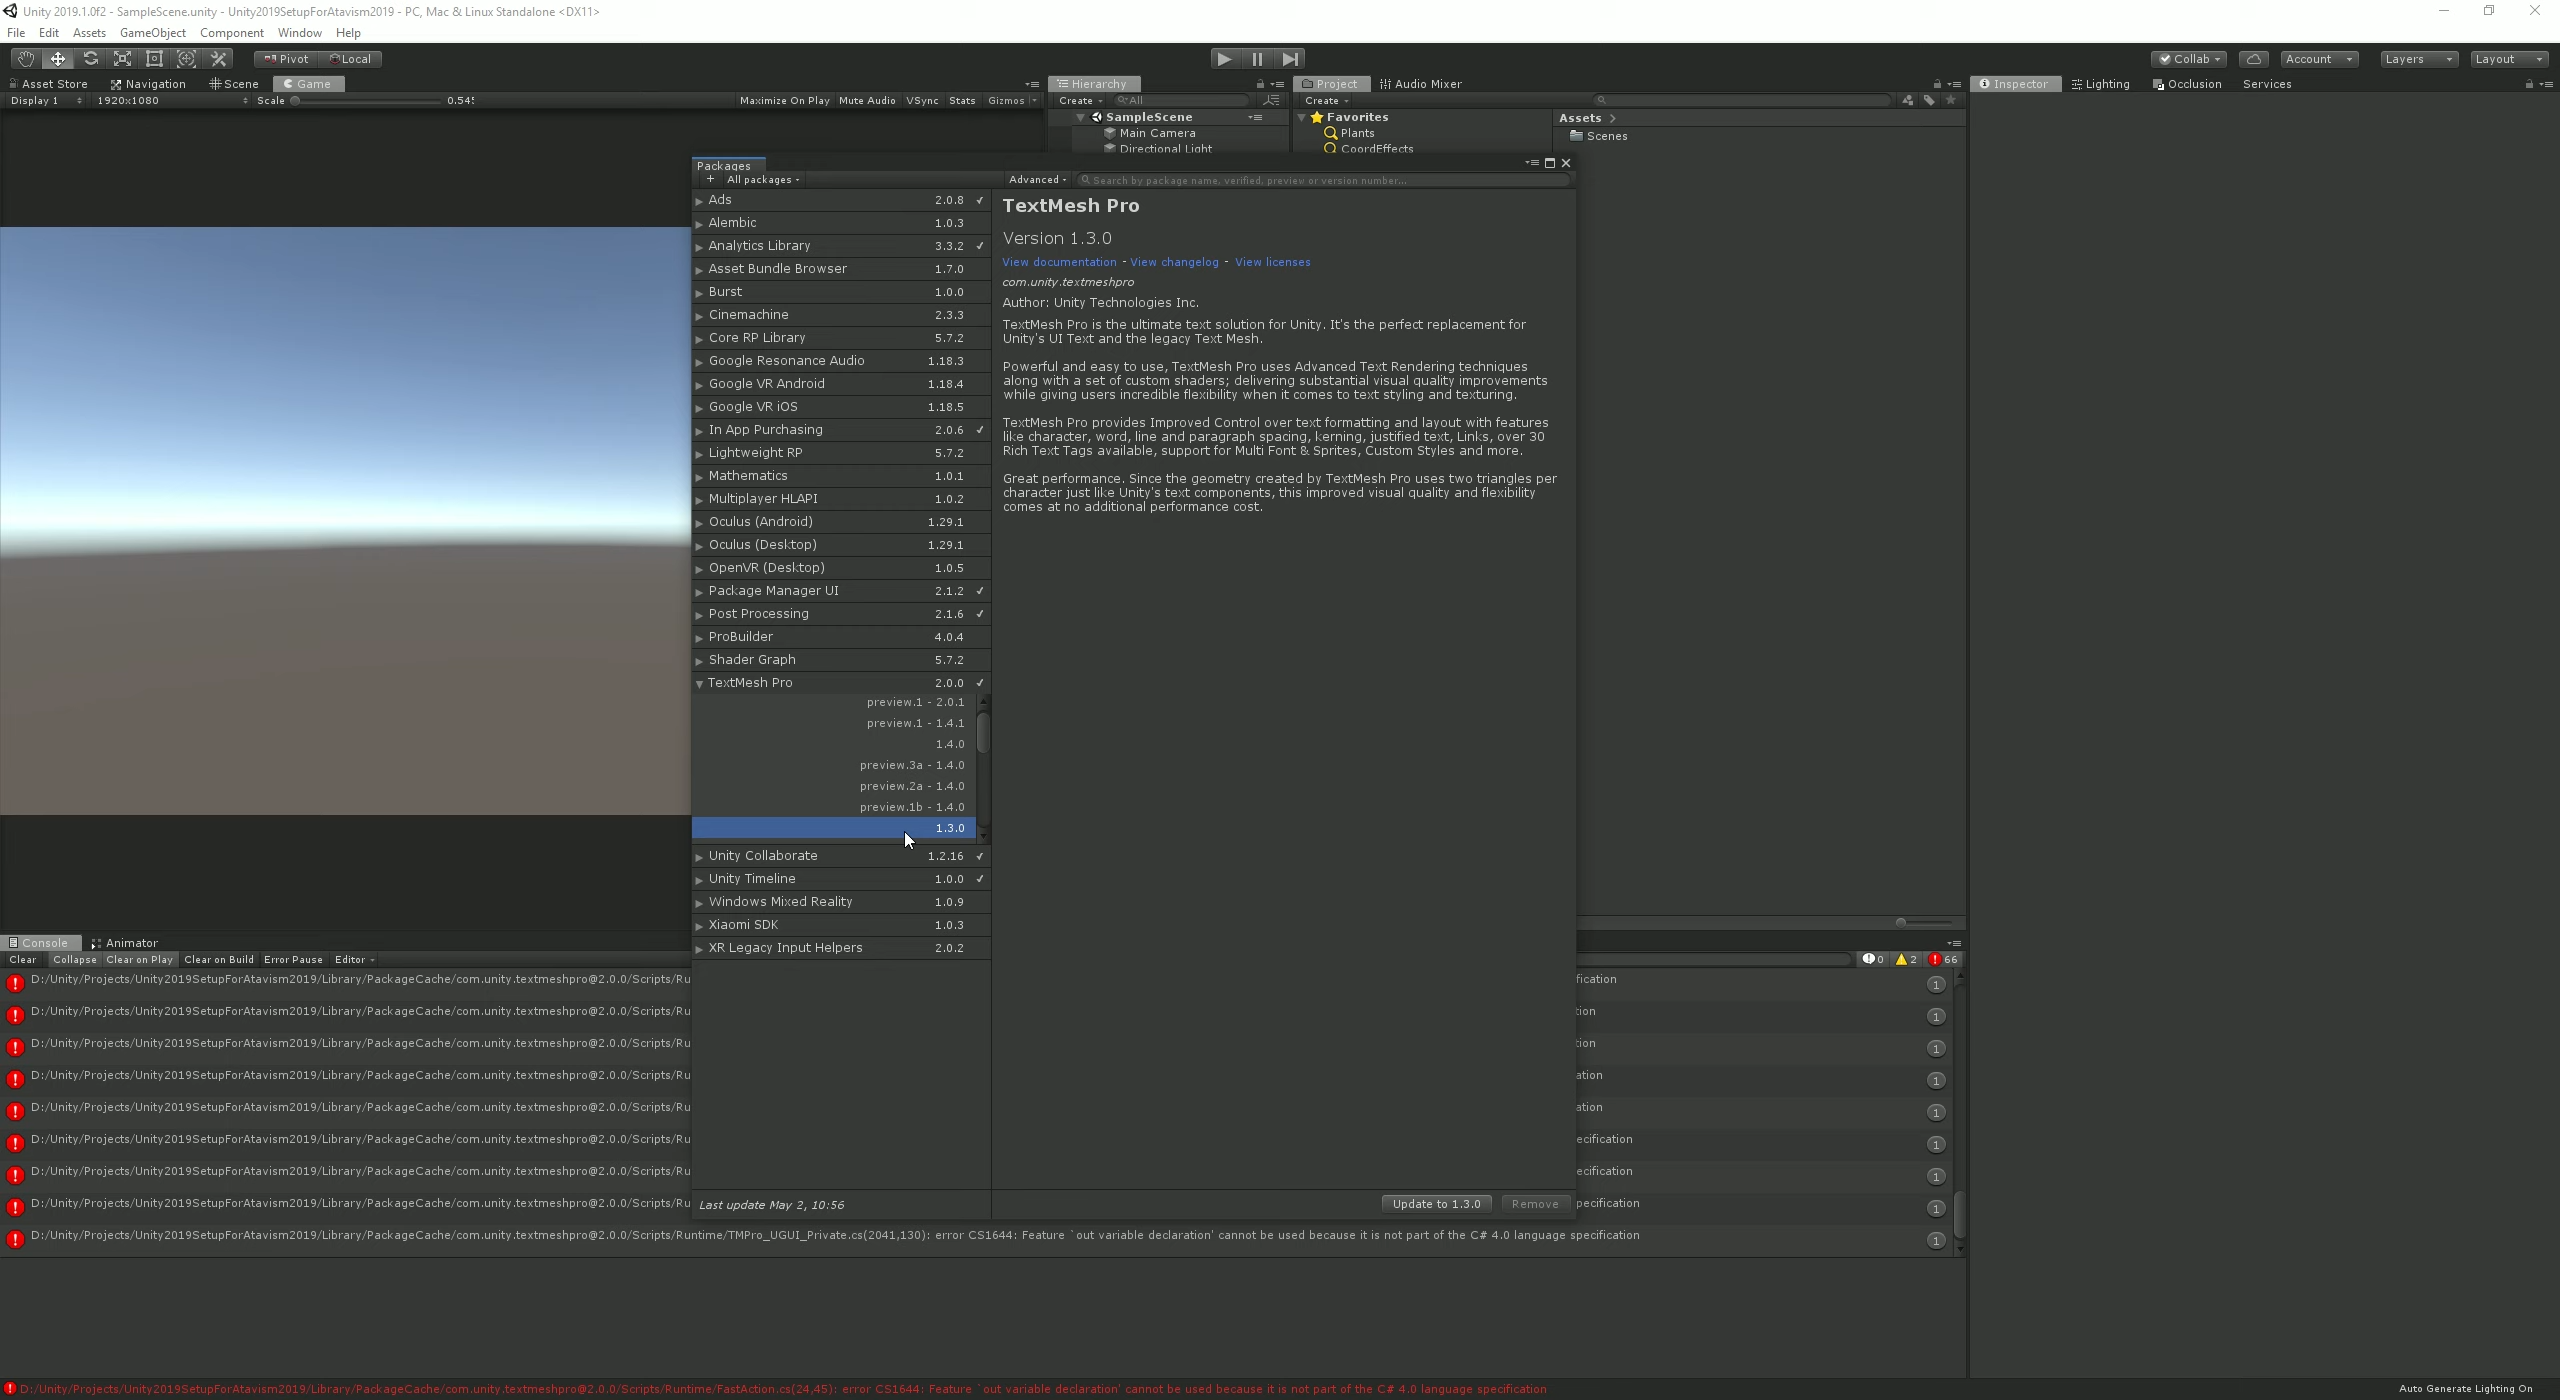 Unity 2019.1.0f2 - SampleScene.unity - Unity2019SetupForAtavism2019 - PC, Mac & Linux Standalone <DX11>
File Edit Assets GameObject Component Window Help
Pivot Local
Collab Account Layers Layout
Asset Store Navigation Scene Game
Hierarchy
Project Audio Mixer
Inspector Lighting Occlusion Services
Display 1 1920x1080 Scale 0.54 Maximize On Play Mute Audio VSync Stats Gizmos
Create All
Create
SampleScene
Main Camera
Directional Light
Favorites
Plants
CoordEffects
Assets
Scenes
Packages
+ All packages Advanced Search by package name, verified, preview or version number...
Ads 2.0.8 ✓
Alembic 1.0.3
Analytics Library 3.3.2 ✓
Asset Bundle Browser 1.7.0
Burst 1.0.0
Cinemachine 2.3.3
Core RP Library 5.7.2
Google Resonance Audio 1.18.3
Google VR Android 1.18.4
Google VR iOS 1.18.5
In App Purchasing 2.0.6 ✓
Lightweight RP 5.7.2
Mathematics 1.0.1
Multiplayer HLAPI 1.0.2
Oculus (Android) 1.29.1
Oculus (Desktop) 1.29.1
OpenVR (Desktop) 1.0.5
Package Manager UI 2.1.2 ✓
Post Processing 2.1.6 ✓
ProBuilder 4.0.4
Shader Graph 5.7.2
TextMesh Pro 2.0.0 ✓
preview.1 - 2.0.1
preview.1 - 1.4.1
1.4.0
preview.3a - 1.4.0
preview.2a - 1.4.0
preview.1b - 1.4.0
1.3.0
Unity Collaborate 1.2.16 ✓
Unity Timeline 1.0.0 ✓
Windows Mixed Reality 1.0.9
Xiaomi SDK 1.0.3
XR Legacy Input Helpers 2.0.2
Last update May 2, 10:56
TextMesh Pro
Version 1.3.0
View documentation - View changelog - View licenses
com.unity.textmeshpro
Author: Unity Technologies Inc.
TextMesh Pro is the ultimate text solution for Unity. It's the perfect replacement for
Unity's UI Text and the legacy Text Mesh.
Powerful and easy to use, TextMesh Pro uses Advanced Text Rendering techniques
along with a set of custom shaders; delivering substantial visual quality improvements
while giving users incredible flexibility when it comes to text styling and texturing.
TextMesh Pro provides Improved Control over text formatting and layout with features
like character, word, line and paragraph spacing, kerning, justified text, Links, over 30
Rich Text Tags available, support for Multi Font & Sprites, Custom Styles and more.
Great performance. Since the geometry created by TextMesh Pro uses two triangles per
character just like Unity's text components, this improved visual quality and flexibility
comes at no additional performance cost.
Update to 1.3.0 Remove
Console Animator
Clear Collapse Clear on Play Clear on Build Error Pause Editor 0 2 66
D:/Unity/Projects/Unity2019SetupForAtavism2019/Library/PackageCache/com.unity.textmeshpro@2.0.0/Scripts/Ru fication 1
D:/Unity/Projects/Unity2019SetupForAtavism2019/Library/PackageCache/com.unity.textmeshpro@2.0.0/Scripts/Ru tion 1
D:/Unity/Projects/Unity2019SetupForAtavism2019/Library/PackageCache/com.unity.textmeshpro@2.0.0/Scripts/Ru tion 1
D:/Unity/Projects/Unity2019SetupForAtavism2019/Library/PackageCache/com.unity.textmeshpro@2.0.0/Scripts/Ru ation 1
D:/Unity/Projects/Unity2019SetupForAtavism2019/Library/PackageCache/com.unity.textmeshpro@2.0.0/Scripts/Ru ation 1
D:/Unity/Projects/Unity2019SetupForAtavism2019/Library/PackageCache/com.unity.textmeshpro@2.0.0/Scripts/Ru ecification 1
D:/Unity/Projects/Unity2019SetupForAtavism2019/Library/PackageCache/com.unity.textmeshpro@2.0.0/Scripts/Ru ecification 1
D:/Unity/Projects/Unity2019SetupForAtavism2019/Library/PackageCache/com.unity.textmeshpro@2.0.0/Scripts/Ru pecification 1
D:/Unity/Projects/Unity2019SetupForAtavism2019/Library/PackageCache/com.unity.textmeshpro@2.0.0/Scripts/Runtime/TMPro_UGUI_Private.cs(2041,130): error CS1644: Feature `out variable declaration' cannot be used because it is not part of the C# 4.0 language specification 1
D:/Unity/Projects/Unity2019SetupForAtavism2019/Library/PackageCache/com.unity.textmeshpro@2.0.0/Scripts/Runtime/FastAction.cs(24,45): error CS1644: Feature `out variable declaration' cannot be used because it is not part of the C# 4.0 language specification
Auto Generate Lighting On